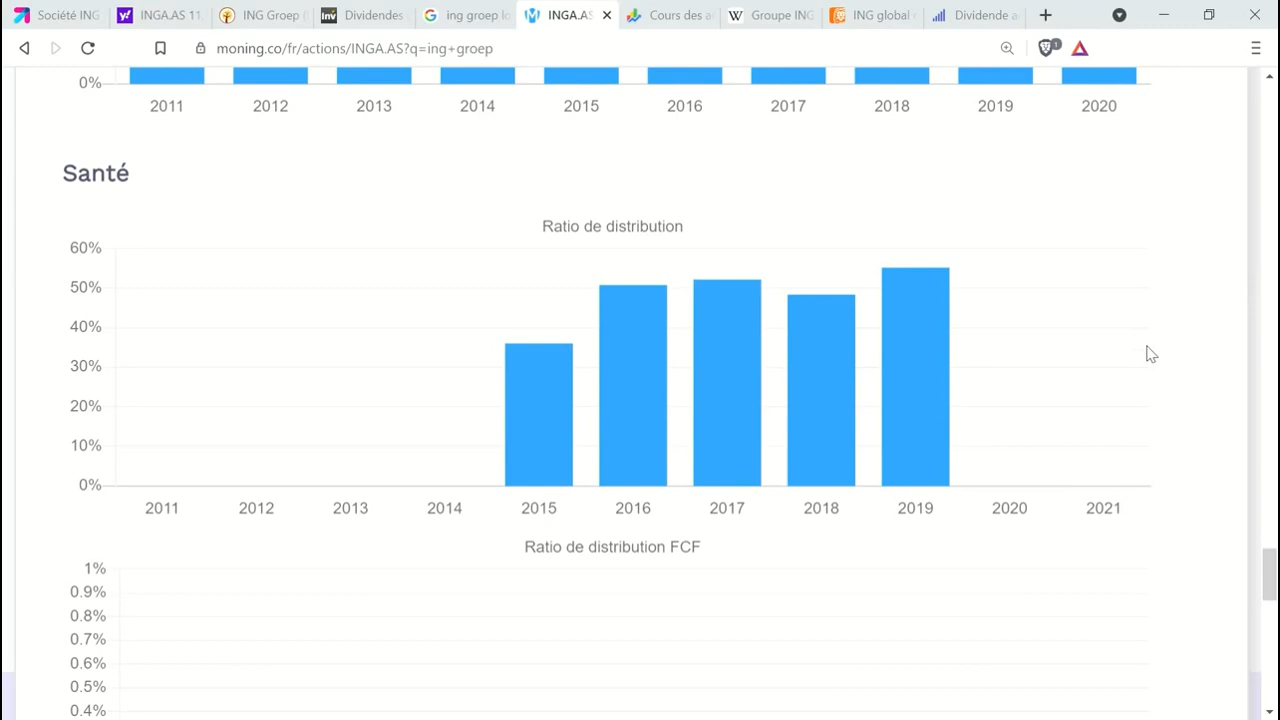 Société ING INGA.AS 11. ING Groep ( Dividendes ing groep lo INGA.AS Cours des a Groupe ING ING global Dividende a
moning.co/fr/actions/INGA.AS?q=ing+groep
1
0%
2011 2012 2013 2014 2015 2016 2017 2018 2019 2020
Santé
Ratio de distribution
60%
50%
40%
30%
20%
10%
0%
2011 2012 2013 2014 2015 2016 2017 2018 2019 2020 2021
Ratio de distribution FCF
1%
0.9%
0.8%
0.7%
0.6%
0.5%
0.4%